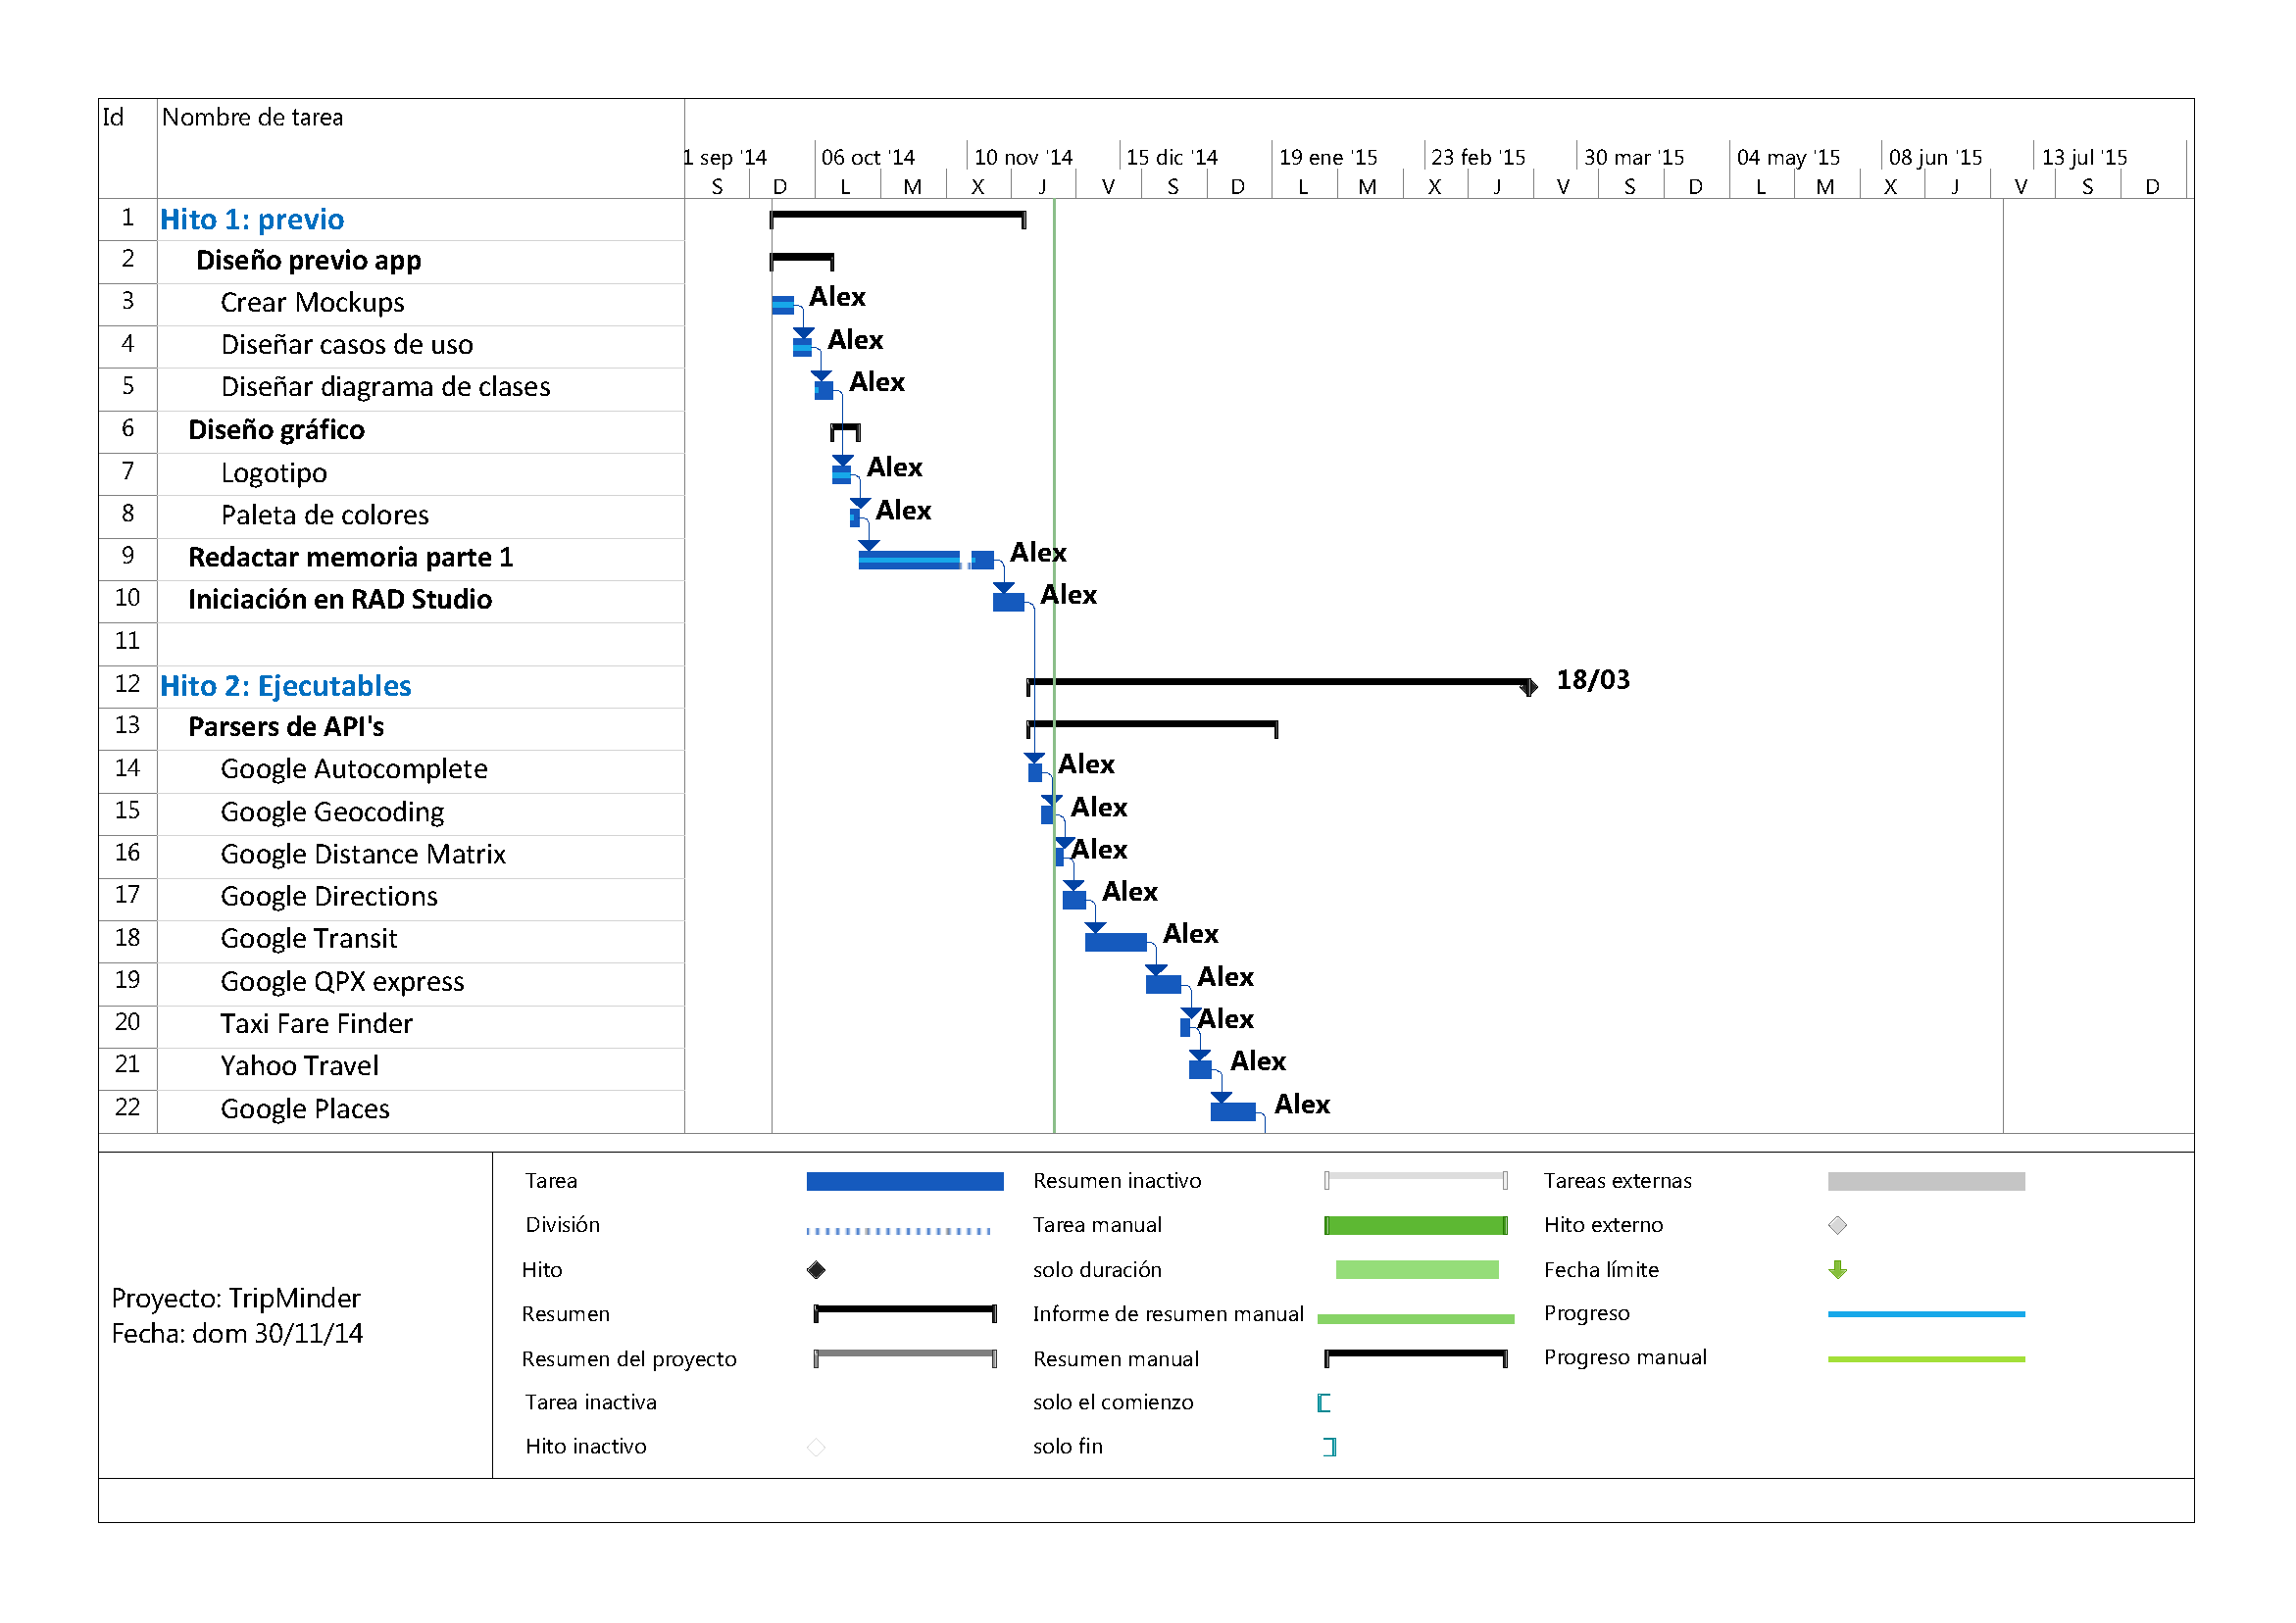 Id Nombre de tarea
1 sep '14 06 oct '14 10 nov '14 15 dic '14 19 ene '15 23 feb '15 30 mar '15 04 may '15 08 jun '15 13 jul '15
S D L M X J V S D L M X J V S D L M X J V S D
1 Hito 1: previo
2 Diseño previo app
3 Crear Mockups Alex
4 Diseñar casos de uso Alex
5 Diseñar diagrama de clases Alex
6 Diseño gráfico
7 Logotipo Alex
8 Paleta de colores Alex
9 Redactar memoria parte 1 Alex
10 Iniciación en RAD Studio Alex
11
12 Hito 2: Ejecutables 18/03
13 Parsers de API's
14 Google Autocomplete Alex
15 Google Geocoding Alex
16 Google Distance Matrix Alex
17 Google Directions Alex
18 Google Transit Alex
19 Google QPX express Alex
20 Taxi Fare Finder Alex
21 Yahoo Travel Alex
22 Google Places Alex
Proyecto: TripMinder
Fecha: dom 30/11/14
Tarea
División
Hito
Resumen
Resumen del proyecto
Tarea inactiva
Hito inactivo
Resumen inactivo
Tarea manual
solo duración
Informe de resumen manual
Resumen manual
solo el comienzo
solo fin
Tareas externas
Hito externo
Fecha límite
Progreso
Progreso manual